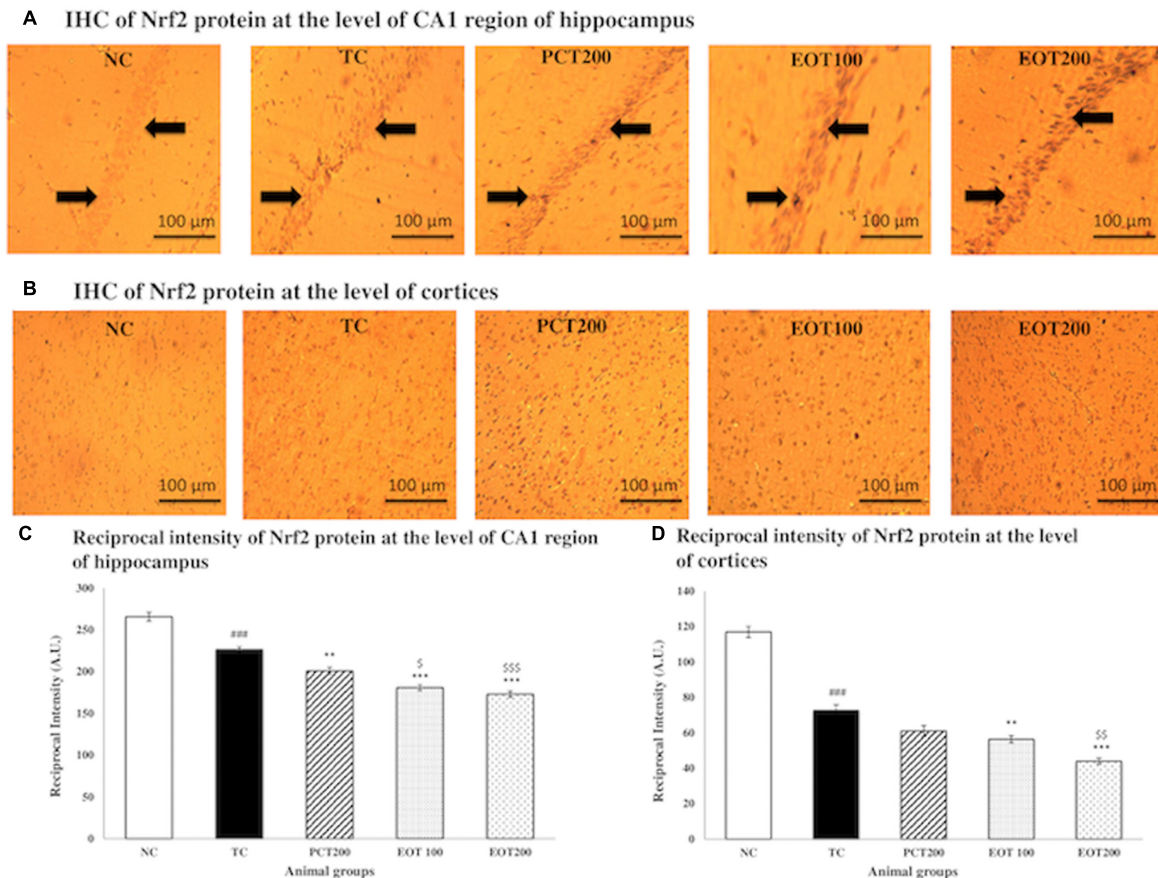 A IHC of Nrf2 protein at the level of CA1 region of hippocampus
NC TC PCT200 EOT100 EOT200
100 µm 100 µm 100 µm 100 µm 100 µm
B IHC of Nrf2 protein at the level of cortices
NC TC PCT200 EOT100 EOT200
100 µm 100 µm 100 µm 100 µm 100 µm
C Reciprocal intensity of Nrf2 protein at the level of CA1 region
of hippocampus
Reciprocal Intensity (A.U.)
300
250
200
150
100
50
0
###
**
$
***
$$$
***
NC TC PCT200 EOT 100 EOT200
Animal groups
D Reciprocal intensity of Nrf2 protein at the level
of cortices
Reciprocal Intensity (A.U.)
140
120
100
80
60
40
20
0
###
**
$$
***
NC TC PCT200 EOT 100 EOT200
Animal groups